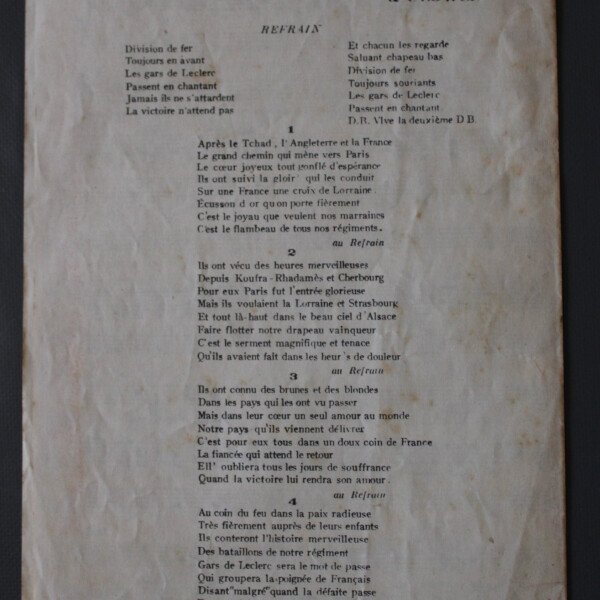 REFRAIN
Division de fer
Toujours en avant
Les gars de Leclerc
Passent en chantant
Jamais ils ne s'attardent
La victoire n'attend pas
Et chacun les regarde
Saluant chapeau bas
Division de fer
Toujours souriants
Les gars de Leclerc
Passent en chantant.
D.B. VIve la deuxième D B.
1
Après le Tchad, l'Angleterre et la France
Le grand chemin qui mène vers Paris
Le cœur joyeux tout gonflé d'espérance
Ils ont suivi la gloir' qui les conduit
Sur une France une croix de Lorraine.
Écusson d or qu on porte fièrement
C'est le joyau que veulent nos marraines
C'est le flambeau de tous nos régiments.
au Refrain
2
Ils ont vécu des heures merveilleuses
Depuis Koufra-Rhadamès et Cherbourg
Pour eux Paris fut l'entrée glorieuse
Mais ils voulaient la Lorraine et Strasbourg
Et tout là-haut dans le beau ciel d'Alsace
Faire flotter notre drapeau vainqueur
C'est le serment magnifique et tenace
Qu'ils avaient fait dans les heur's de douleur
au Refrain
3
Ils ont connu des brunes et des blondes
Dans les pays qui les ont vu passer
Mais dans leur cœur un seul amour au monde
Notre pays qu'ils viennent délivrer
C'est pour eux tous dans un doux coin de France
La fiancée qui attend le retour
Ell' oubliera tous les jours de souffrance
Quand la victoire lui rendra son amour.
au Refrain
4
Au coin du feu dans la paix radieuse
Très fièrement auprès de leurs enfants
Ils conteront l'histoire merveilleuse
Des bataillons de notre régiment
Gars de Leclerc sera le mot de passe
Qui groupera la poignée de Français
Disant "malgré" quand la défaite passe